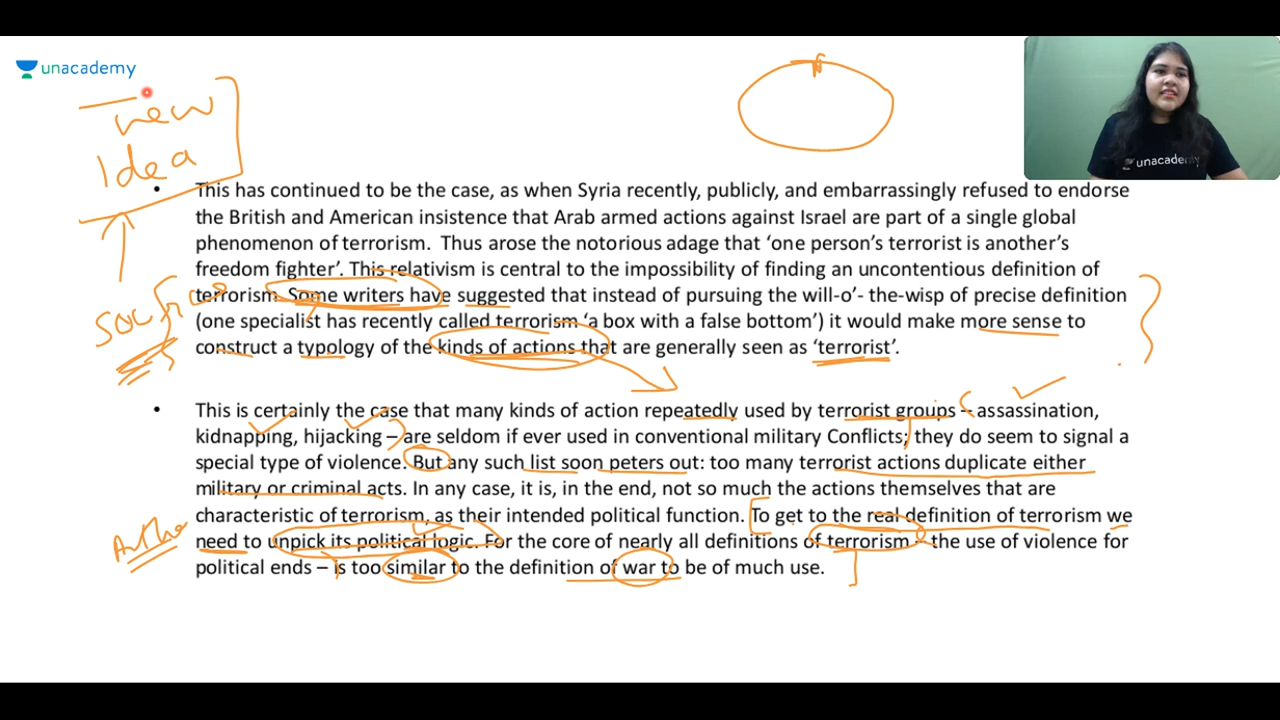 unacademy
new
Idea
unacademy
• This has continued to be the case, as when Syria recently, publicly, and embarrassingly refused to endorse
the British and American insistence that Arab armed actions against Israel are part of a single global
phenomenon of terrorism. Thus arose the notorious adage that ‘one person’s terrorist is another’s
freedom fighter’. This relativism is central to the impossibility of finding an uncontentious definition of
terrorism. Some writers have suggested that instead of pursuing the will-o’- the-wisp of precise definition
(one specialist has recently called terrorism ‘a box with a false bottom’) it would make more sense to
construct a typology of the kinds of actions that are generally seen as ‘terrorist’.
• This is certainly the case that many kinds of action repeatedly used by terrorist groups – assassination,
kidnapping, hijacking – are seldom if ever used in conventional military Conflicts; they do seem to signal a
special type of violence. But any such list soon peters out: too many terrorist actions duplicate either
military or criminal acts. In any case, it is, in the end, not so much the actions themselves that are
characteristic of terrorism, as their intended political function. To get to the real definition of terrorism we
need to unpick its political logic. For the core of nearly all definitions of terrorism – the use of violence for
political ends – is too similar to the definition of war to be of much use.